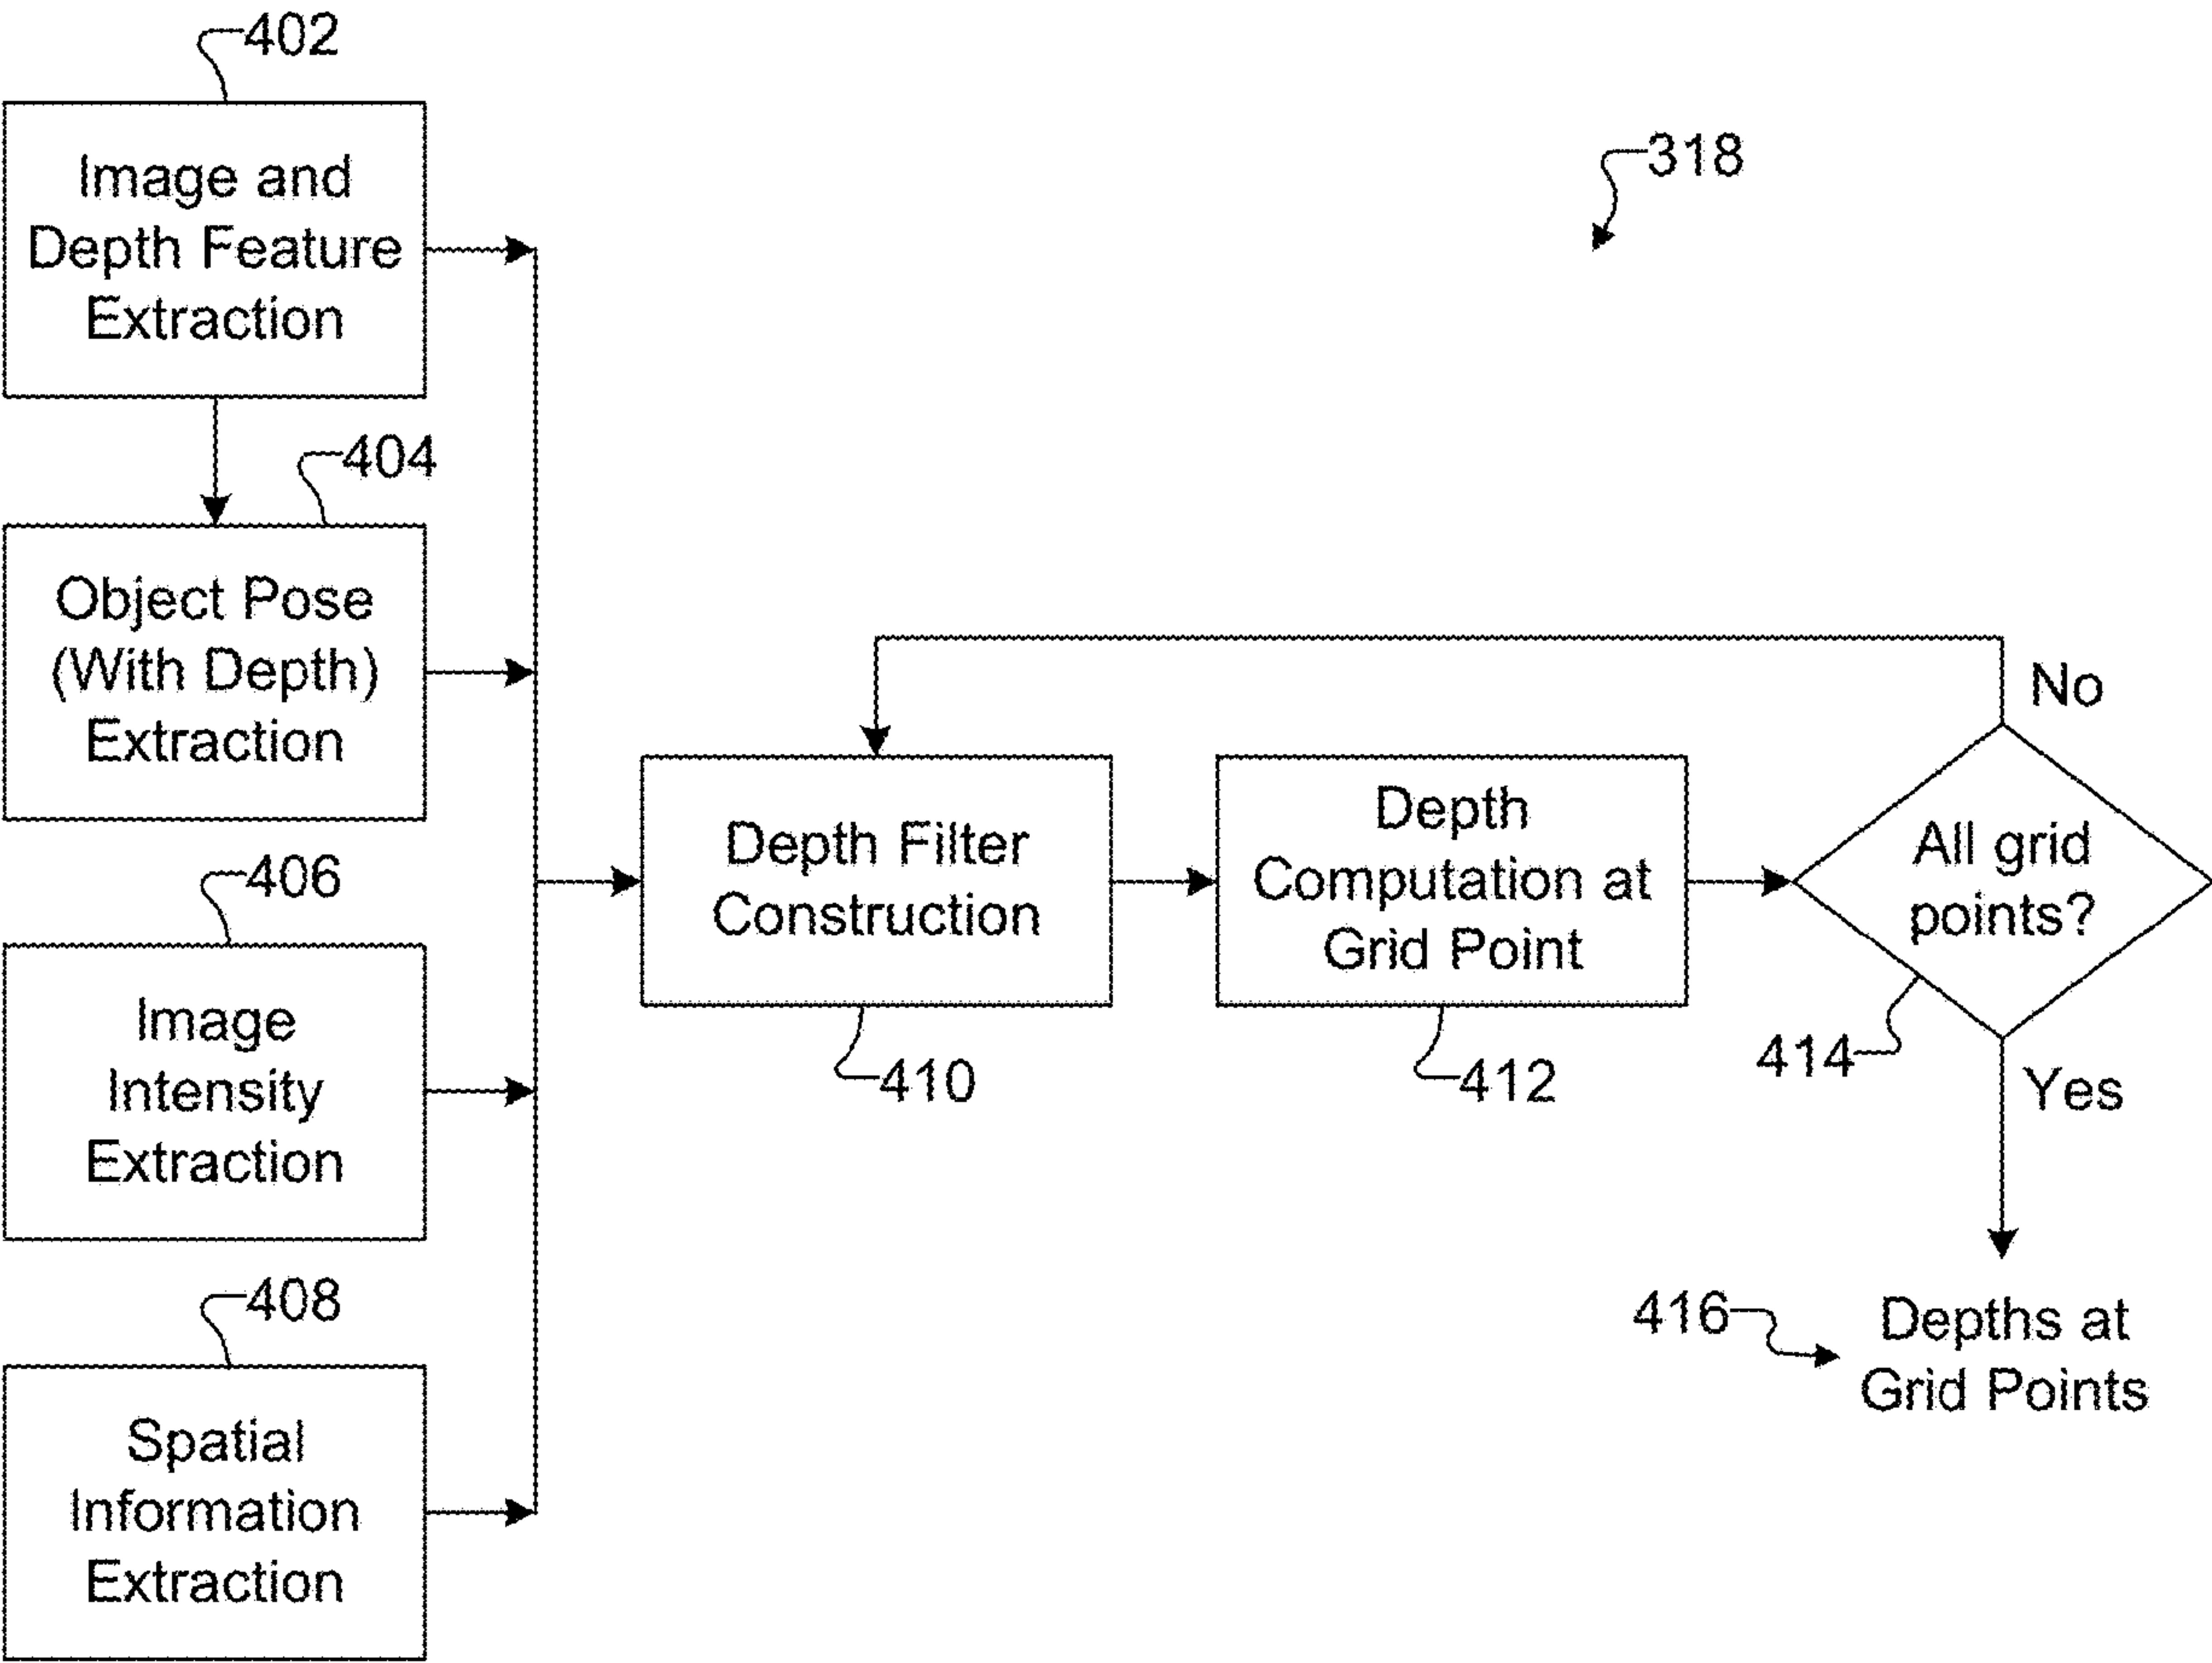 402
Image and
Depth Feature
Extraction
318
404
Object Pose
(With Depth)
Extraction
No
406
Image
Intensity
Extraction
Depth Filter
Construction
410
Depth
Computation at
Grid Point
412
All grid
points?
414
Yes
408
Spatial
Information
Extraction
416
Depths at
Grid Points